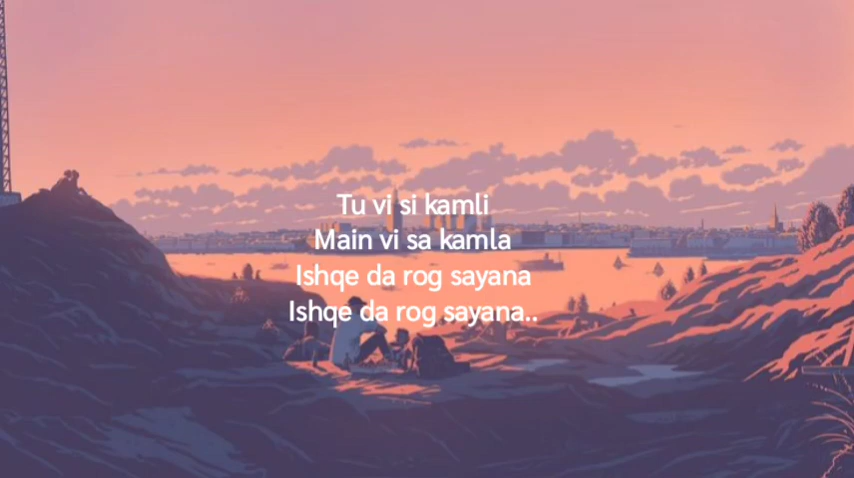 Tu vi si kamli
Main vi sa kamla
Ishqe da rog sayana
Ishqe da rog sayana..